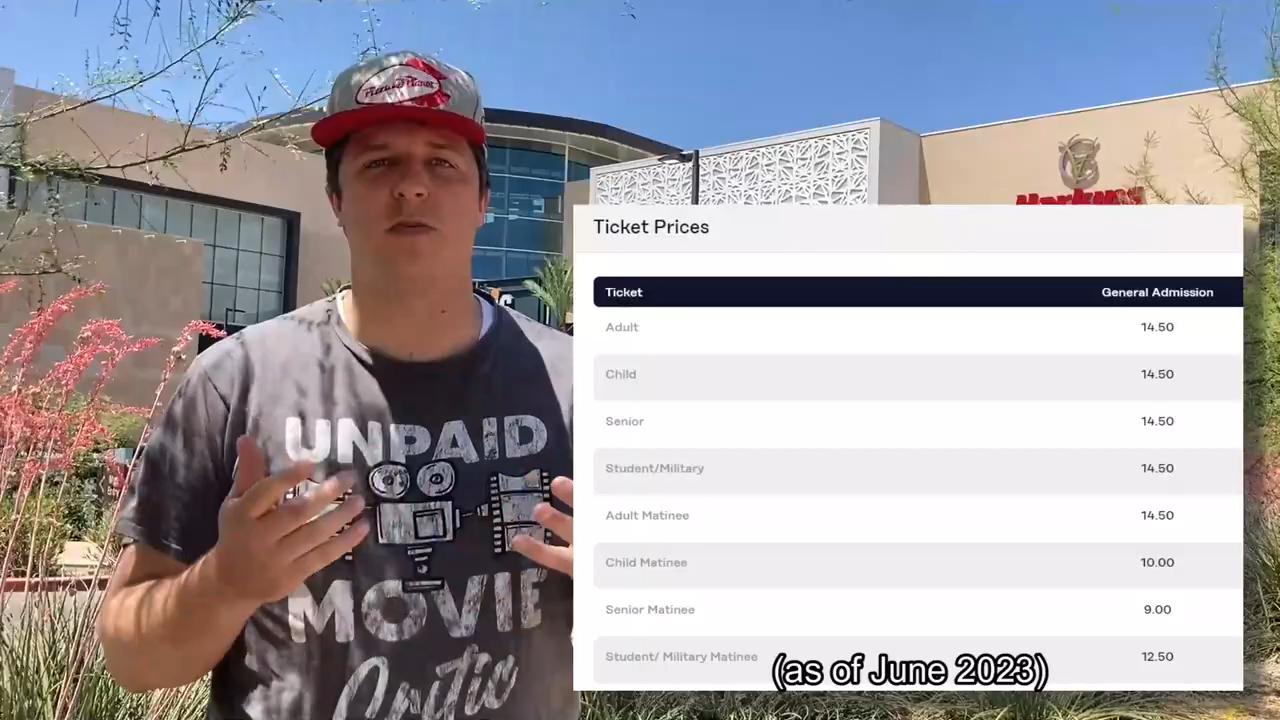 Pizza Planet
Harkins
UNPAID
MOVIE
Critic
Ticket Prices
Ticket General Admission
Adult 14.50
Child 14.50
Senior 14.50
Student/Military 14.50
Adult Matinee 14.50
Child Matinee 10.00
Senior Matinee 9.00
Student/ Military Matinee 12.50
(as of June 2023)